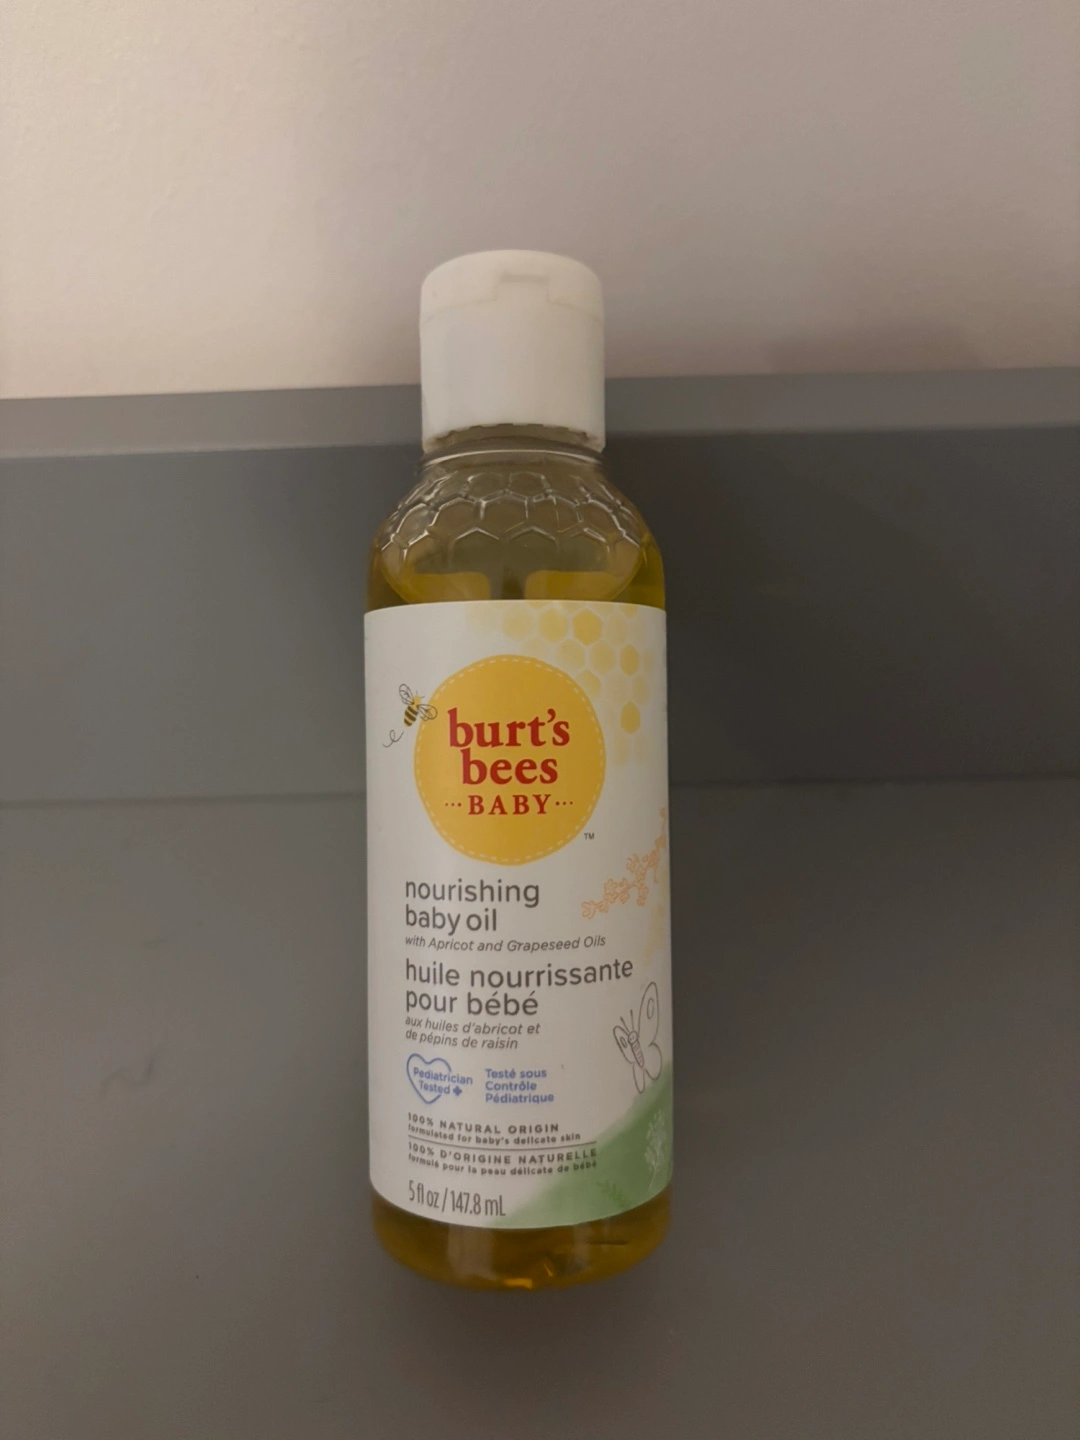 burt's
bees
BABY
TM
nourishing
baby oil
with Apricot and Grapeseed Oils
huile nourrissante
pour bébé
aux huiles d'abricot et
de pépins de raisin
Pediatrician
Tested
Testé sous
Contrôle
Pédiatrique
100% NATURAL ORIGIN
formulated for baby's delicate skin
100% D'ORIGINE NATURELLE
formulé pour la peau délicate de bébé
5 fl oz / 147.8 mL